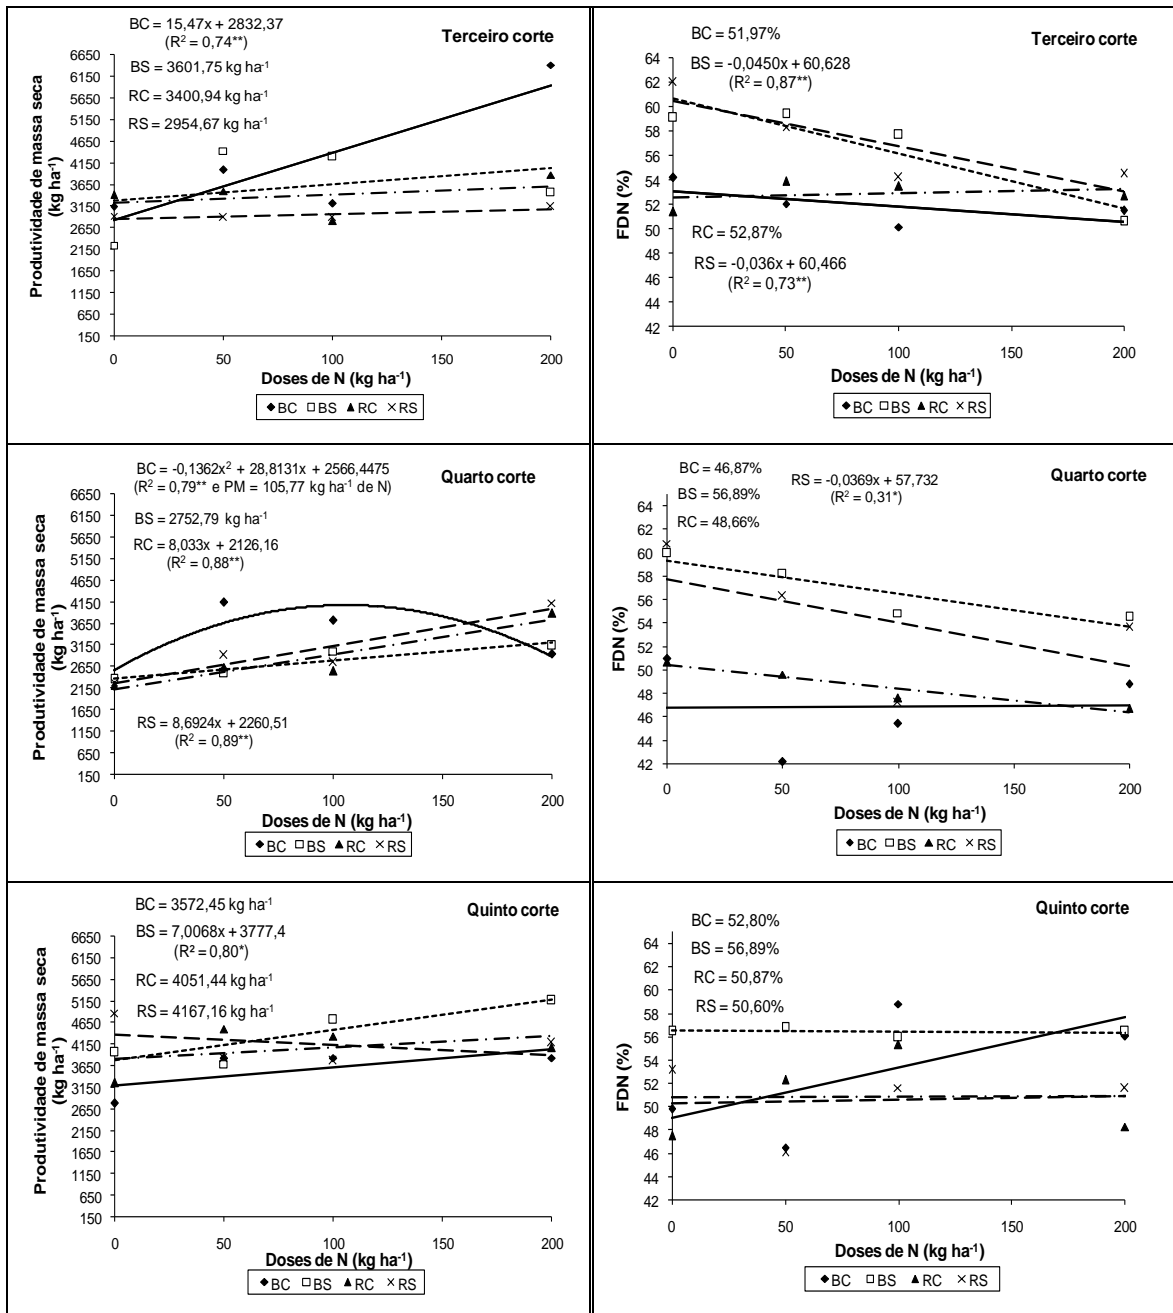 BC = 15,47x + 2832,37
(R² = 0,74**)
Terceiro corte
BS = 3601,75 kg ha⁻¹
RC = 3400,94 kg ha⁻¹
RS = 2954,67 kg ha⁻¹
Produtividade de massa seca
(kg ha⁻¹)
6650
6150
5650
5150
4650
4150
3650
3150
2650
2150
1650
1150
650
150
0 50 100 150 200
Doses de N (kg ha⁻¹)
BC BS RC RS
BC = 51,97%
Terceiro corte
BS = -0,0450x + 60,628
(R² = 0,87**)
RC = 52,87%
RS = -0,036x + 60,466
(R² = 0,73**)
FDN (%)
64
62
60
58
56
54
52
50
48
46
44
42
0 50 100 150 200
Doses de N (kg ha⁻¹)
BC BS RC RS
BC = -0,1362x² + 28,8131x + 2566,4475
(R² = 0,79** e PM = 105,77 kg ha⁻¹ de N)
Quarto corte
BS = 2752,79 kg ha⁻¹
RC = 8,033x + 2126,16
(R² = 0,88**)
RS = 8,6924x + 2260,51
(R² = 0,89**)
Produtividade de massa seca
(kg ha⁻¹)
6650
6150
5650
5150
4650
4150
3650
3150
2650
2150
1650
1150
650
150
0 50 100 150 200
Doses de N (kg ha⁻¹)
BC BS RC RS
BC = 46,87%
RS = -0,0369x + 57,732
(R² = 0,31*)
Quarto corte
BS = 56,89%
RC = 48,66%
FDN (%)
64
62
60
58
56
54
52
50
48
46
44
42
0 50 100 150 200
Doses de N (kg ha⁻¹)
BC BS RC RS
BC = 3572,45 kg ha⁻¹
Quinto corte
BS = 7,0068x + 3777,4
(R² = 0,80*)
RC = 4051,44 kg ha⁻¹
RS = 4167,16 kg ha⁻¹
Produtividade de massa seca
(kg ha⁻¹)
6650
6150
5650
5150
4650
4150
3650
3150
2650
2150
1650
1150
650
150
0 50 100 150 200
Doses de N (kg ha⁻¹)
BC BS RC RS
BC = 52,80%
Quinto corte
BS = 56,89%
RC = 50,87%
RS = 50,60%
FDN (%)
64
62
60
58
56
54
52
50
48
46
44
42
0 50 100 150 200
Doses de N (kg ha⁻¹)
BC BS RC RS